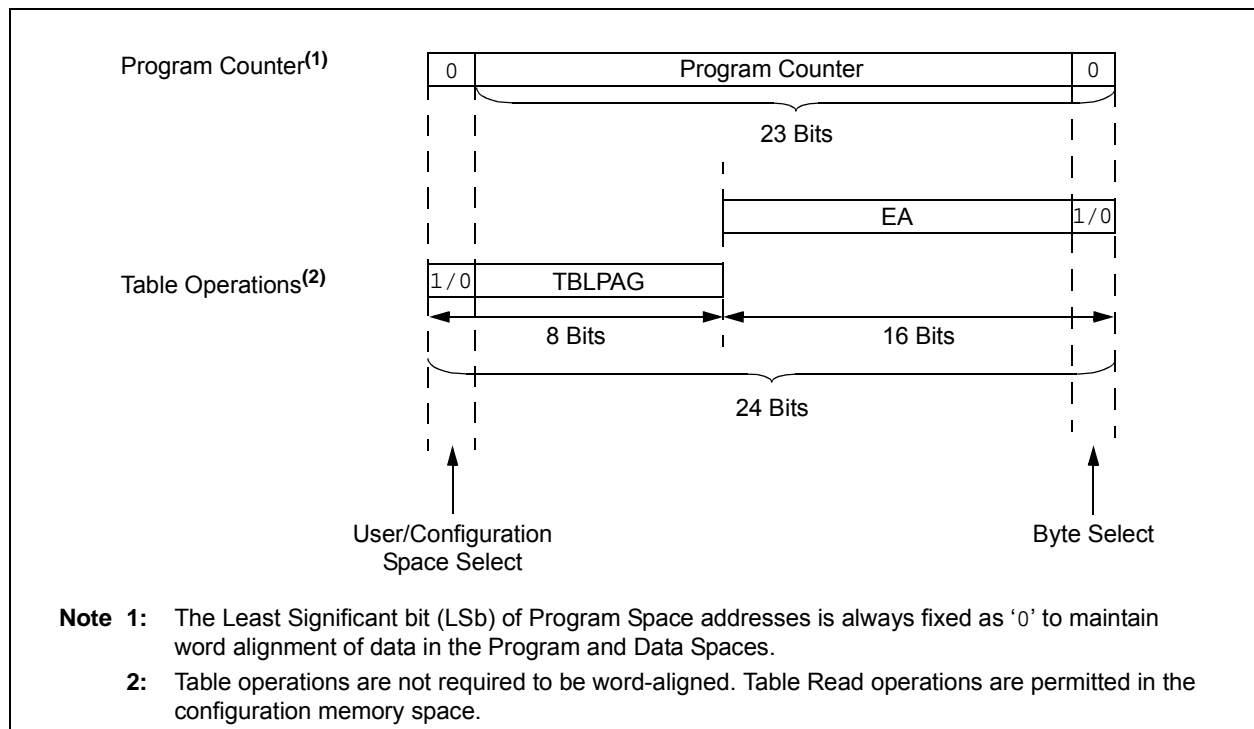 Program Counter(1)
0 Program Counter 0
23 Bits
EA 1/0
Table Operations(2)
1/0 TBLPAG
8 Bits 16 Bits
24 Bits
User/Configuration
Space Select
Byte Select
Note 1: The Least Significant bit (LSb) of Program Space addresses is always fixed as ‘0’ to maintain
word alignment of data in the Program and Data Spaces.
2: Table operations are not required to be word-aligned. Table Read operations are permitted in the
configuration memory space.